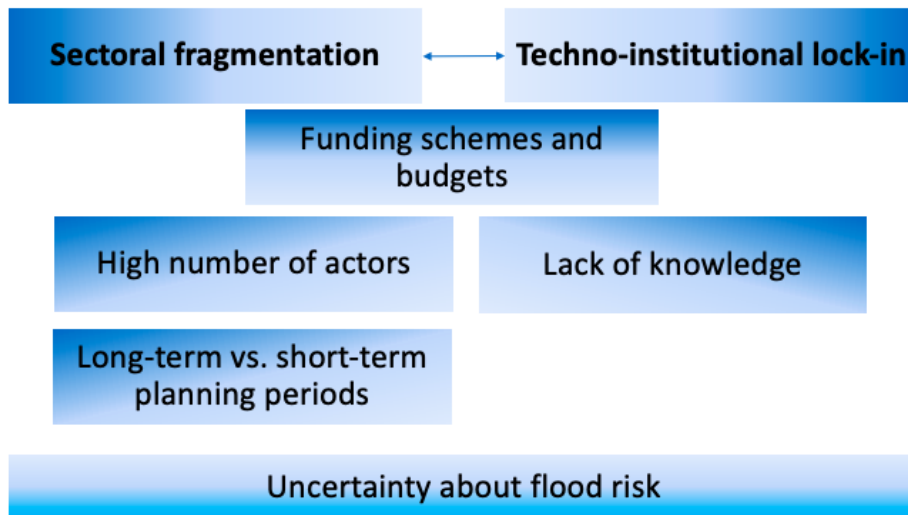 Sectoral fragmentation
Techno-institutional lock-in
Funding schemes and
budgets
High number of actors
Lack of knowledge
Long-term vs. short-term
planning periods
Uncertainty about flood risk